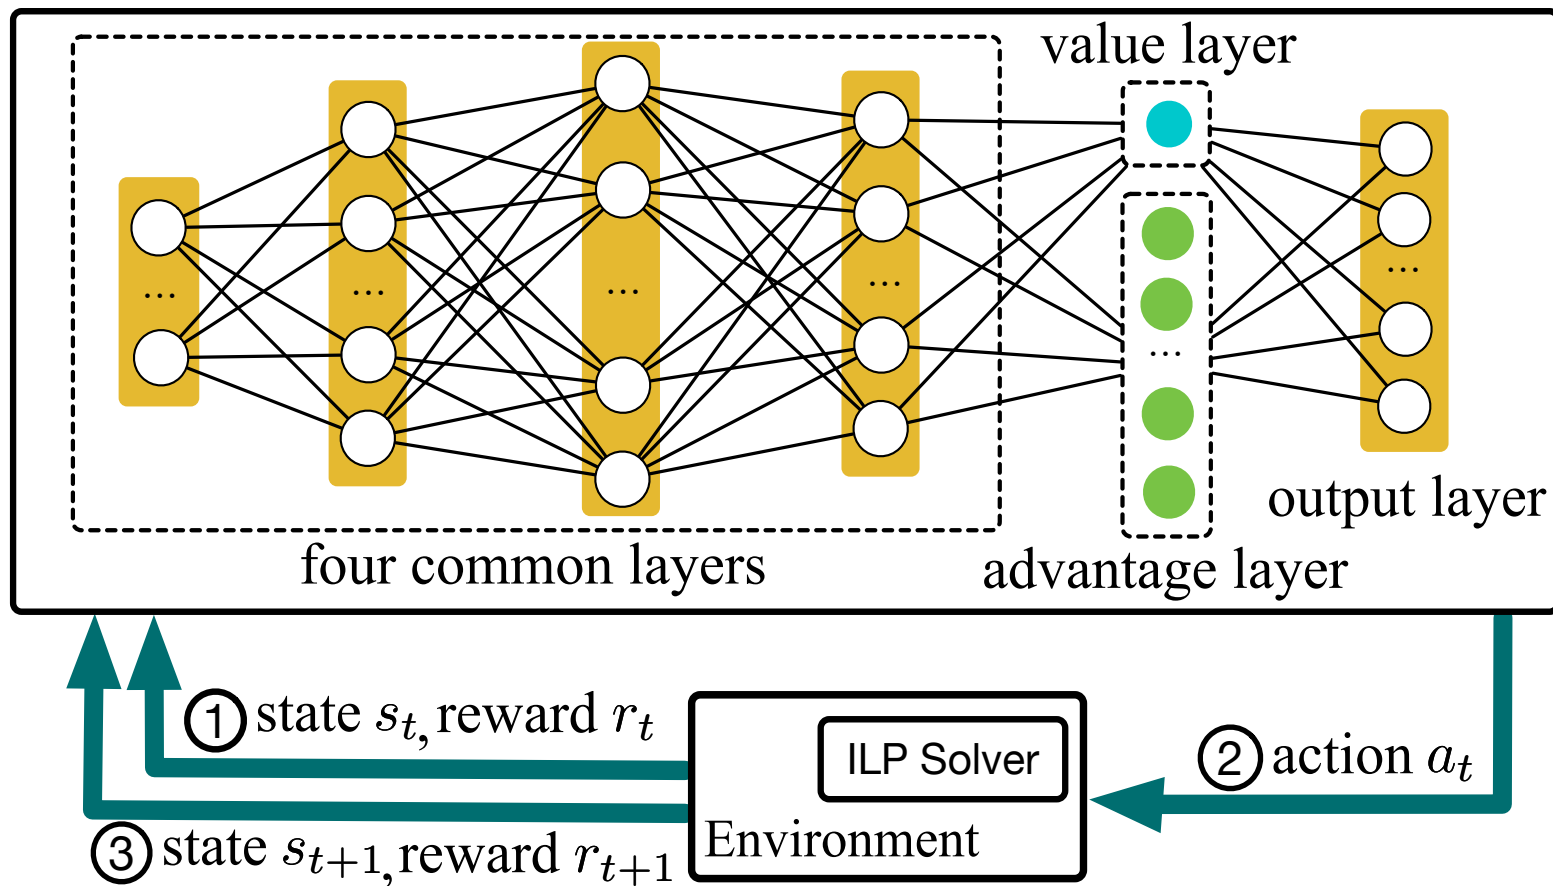 value layer
...
...
...
...
...
...
output layer
four common layers
advantage layer
① state s_t, reward r_t
② action a_t
ILP Solver
Environment
③ state s_{t+1}, reward r_{t+1}